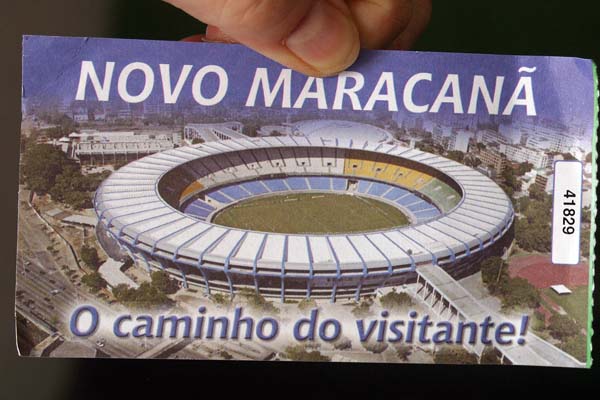 NOVO MARACANÃ
41829
O caminho do visitante!